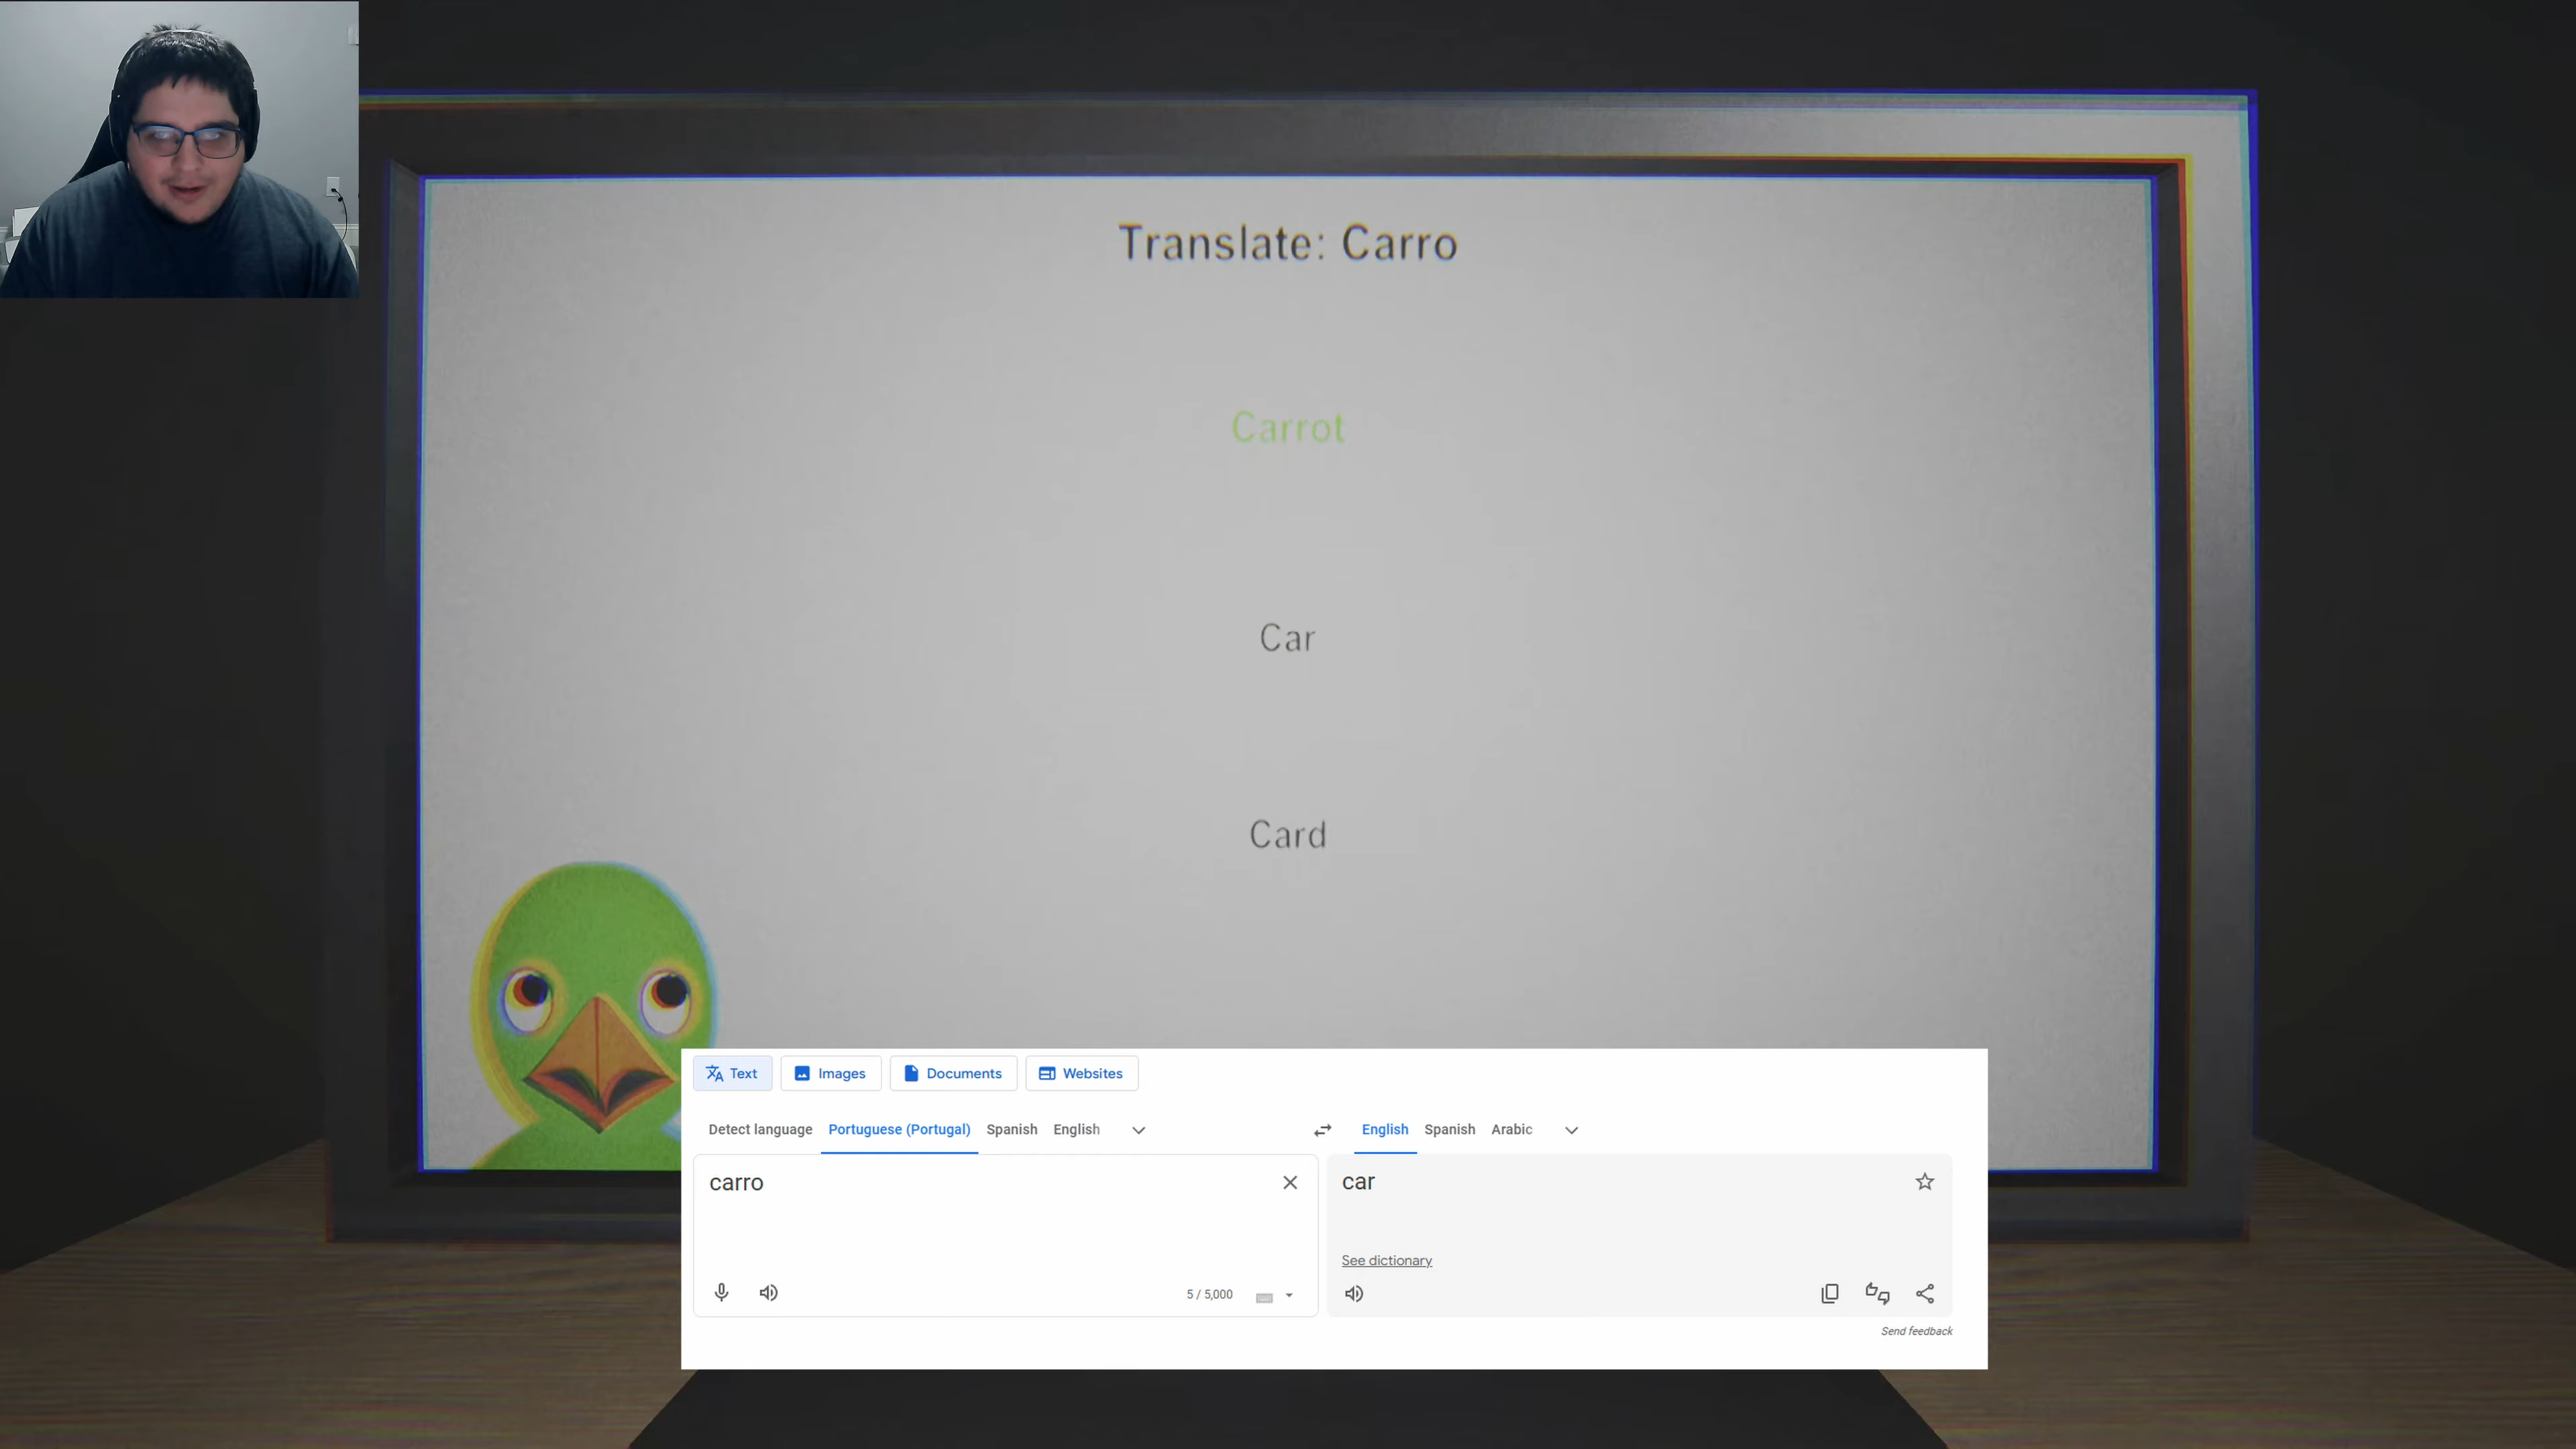 Translate: Carro
Carrot
Car
Card
Text Images Documents Websites
Detect language Portuguese (Portugal) Spanish English
English Spanish Arabic
carro
car
See dictionary
5 / 5,000
Send feedback